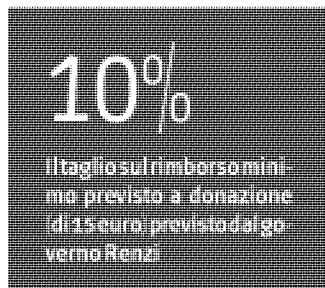 10%
Il taglio sul rimborso mini-
mo previsto a donazione
(di 15 euro) previsto dal go
verno Renzi